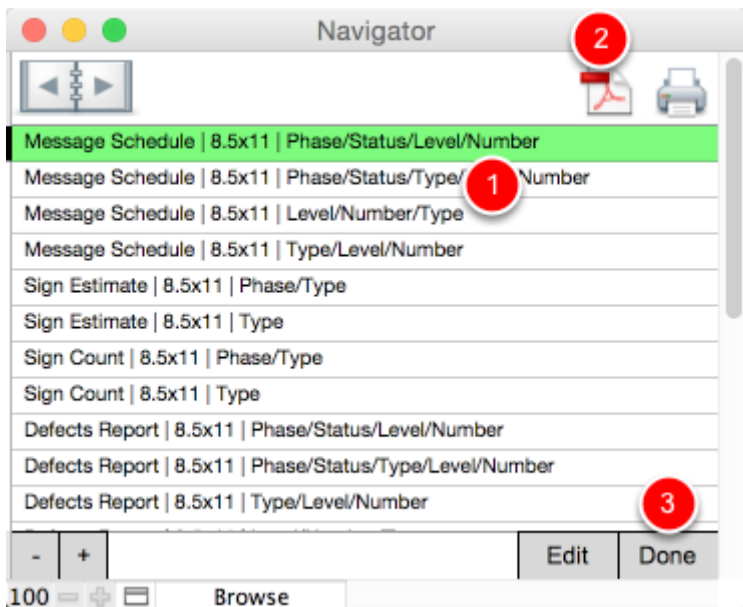 Navigator
2
Message Schedule | 8.5x11 | Phase/Status/Level/Number
Message Schedule | 8.5x11 | Phase/Status/Type/ Number
1
Message Schedule | 8.5x11 | Level/Number/Type
Message Schedule | 8.5x11 | Type/Level/Number
Sign Estimate | 8.5x11 | Phase/Type
Sign Estimate | 8.5x11 | Type
Sign Count | 8.5x11 | Phase/Type
Sign Count | 8.5x11 | Type
Defects Report | 8.5x11 | Phase/Status/Level/Number
Defects Report | 8.5x11 | Phase/Status/Type/Level/Number
Defects Report | 8.5x11 | Type/Level/Number
3
- + Edit Done
100 Browse